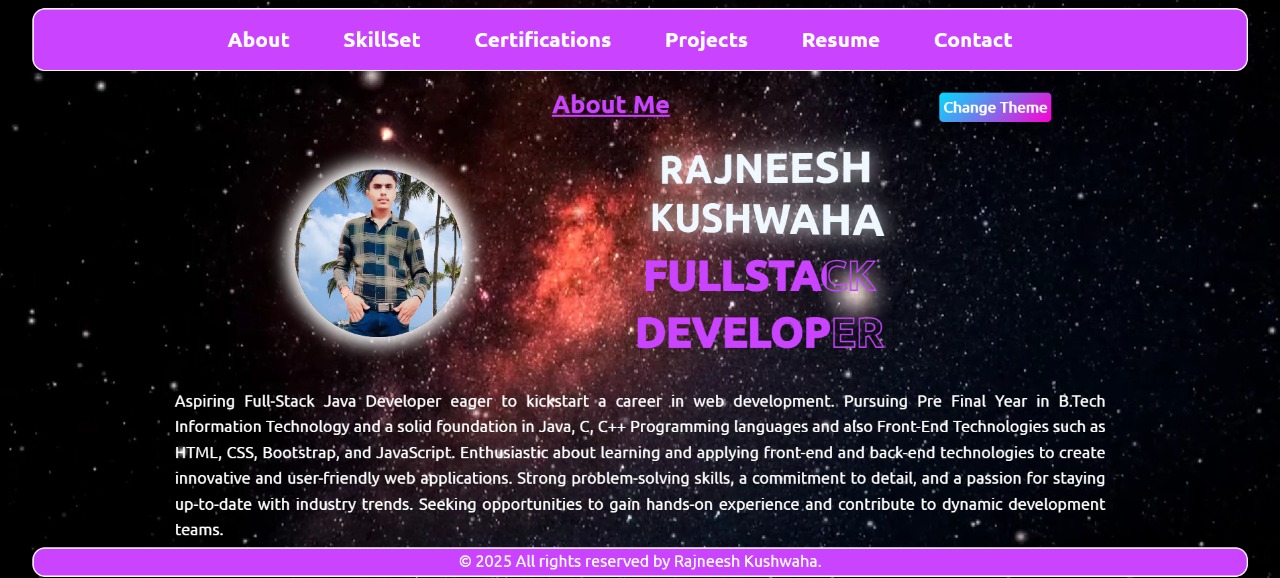 About SkillSet Certifications Projects Resume Contact
About Me
Change Theme
RAJNEESH
KUSHWAHA
FULLSTACK
DEVELOPER
Aspiring Full-Stack Java Developer eager to kickstart a career in web development. Pursuing Pre Final Year in B.Tech
Information Technology and a solid foundation in Java, C, C++ Programming languages and also Front-End Technologies such as
HTML, CSS, Bootstrap, and JavaScript. Enthusiastic about learning and applying front-end and back-end technologies to create
innovative and user-friendly web applications. Strong problem-solving skills, a commitment to detail, and a passion for staying
up-to-date with industry trends. Seeking opportunities to gain hands-on experience and contribute to dynamic development
teams.
© 2025 All rights reserved by Rajneesh Kushwaha.